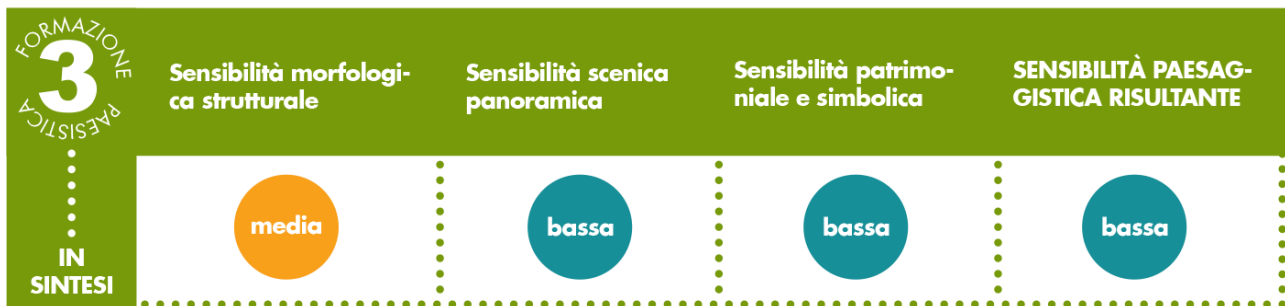 FORMAZIONE
3
PAESISTICA
Sensibilità morfologi-
ca strutturale
Sensibilità scenica
panoramica
Sensibilità patrimo-
niale e simbolica
SENSIBILITÀ PAESAG-
GISTICA RISULTANTE
IN
SINTESI
media
bassa
bassa
bassa